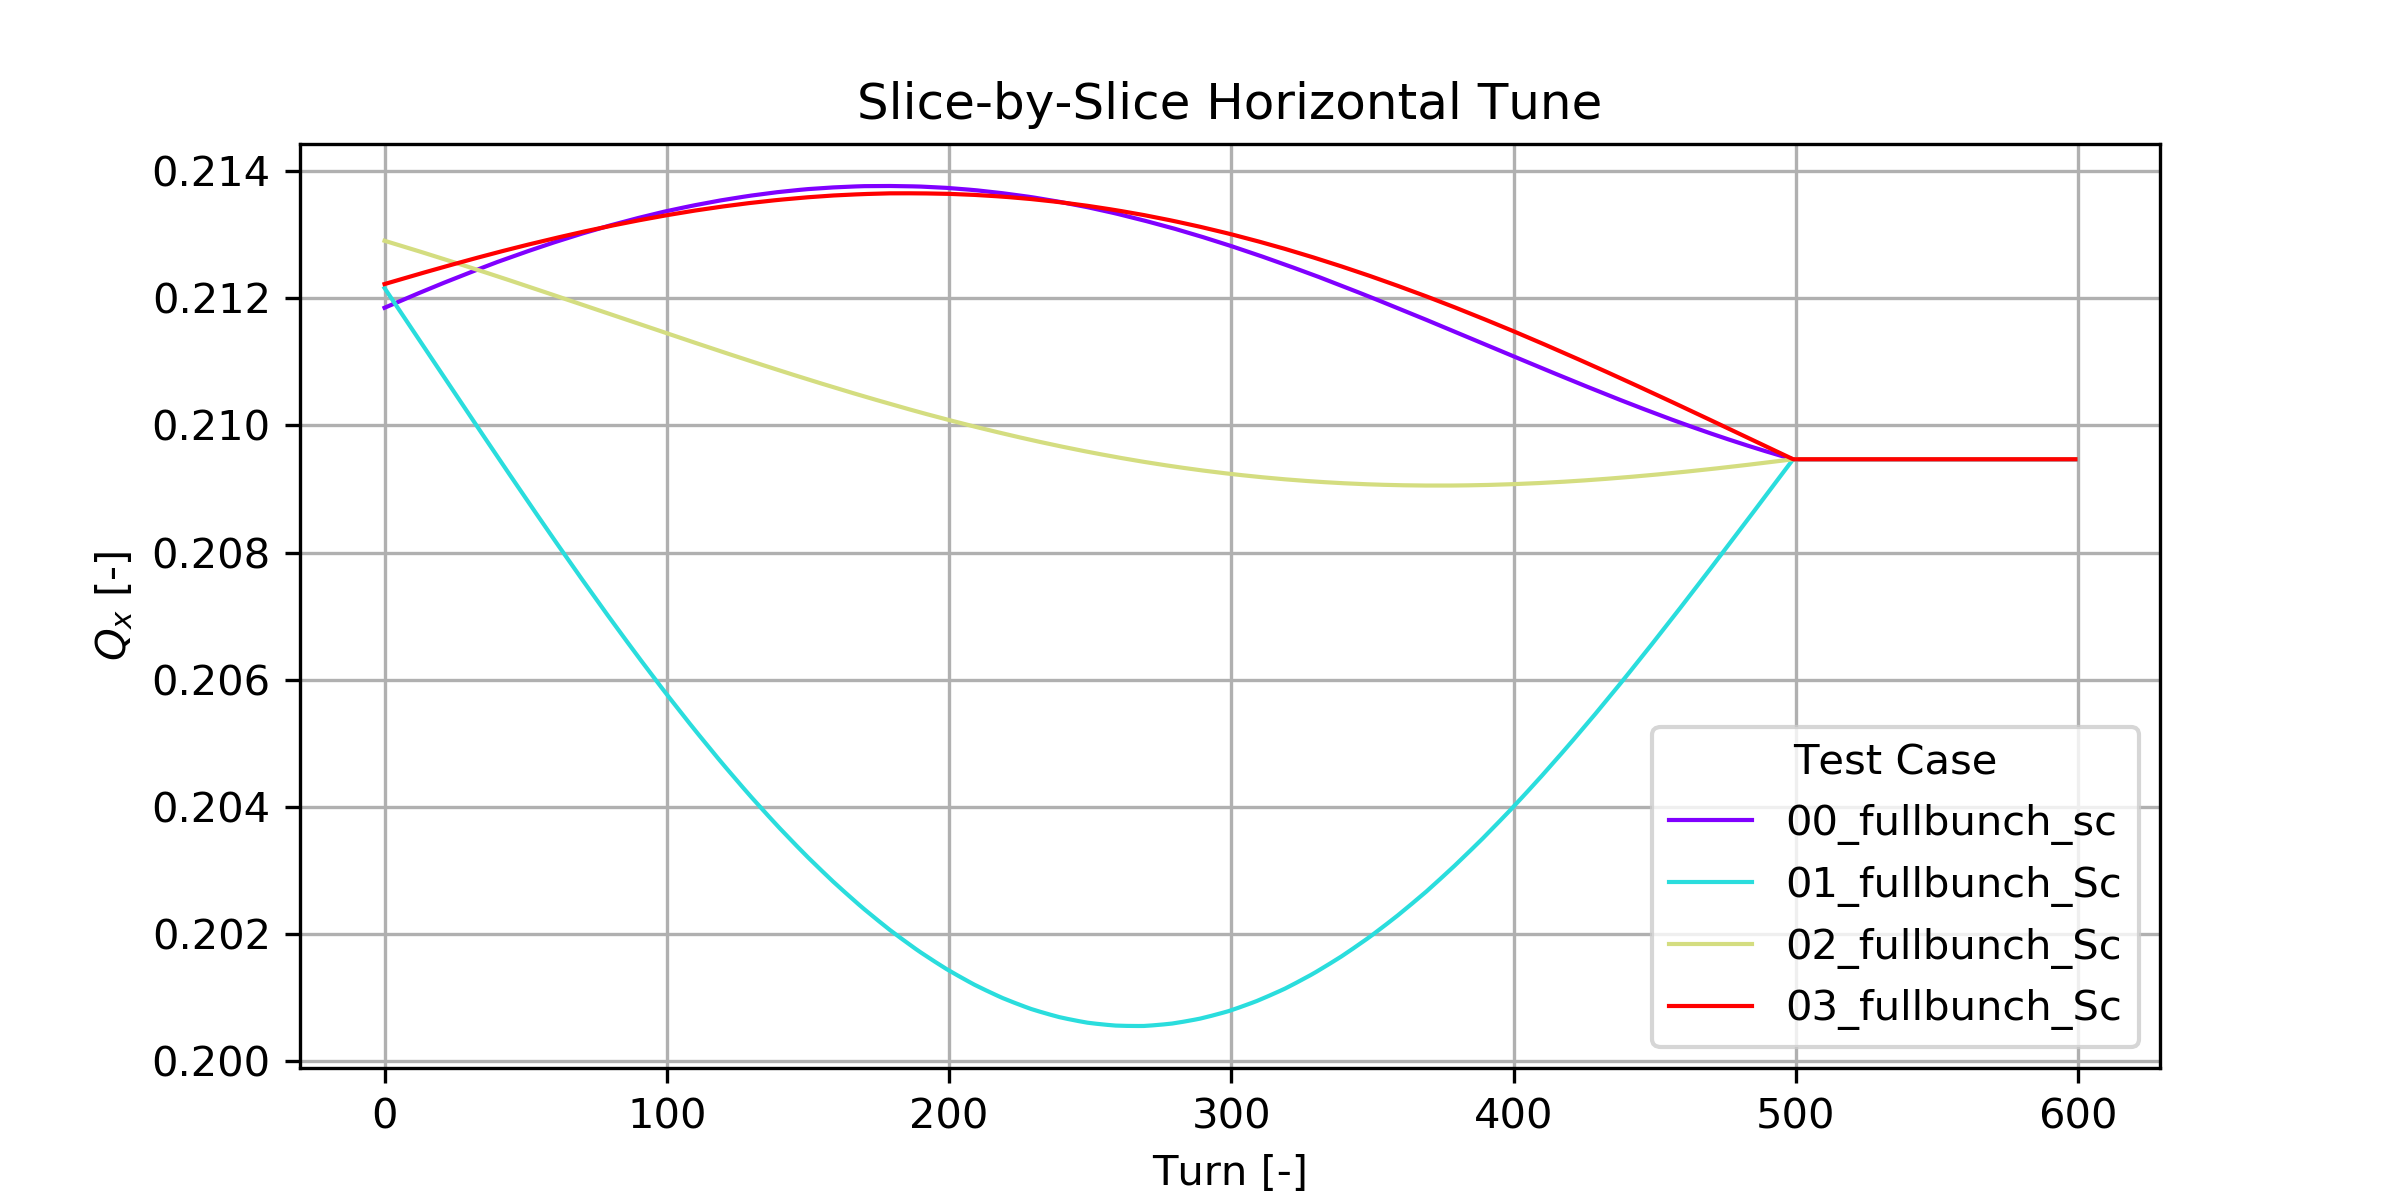 Slice-by-Slice Horizontal Tune
0.214
0.212
0.210
0.208
0.206
0.204
0.202
0.200
Qx [-]
0 100 200 300 400 500 600
Turn [-]
Test Case
00_fullbunch_sc
01_fullbunch_Sc
02_fullbunch_Sc
03_fullbunch_Sc